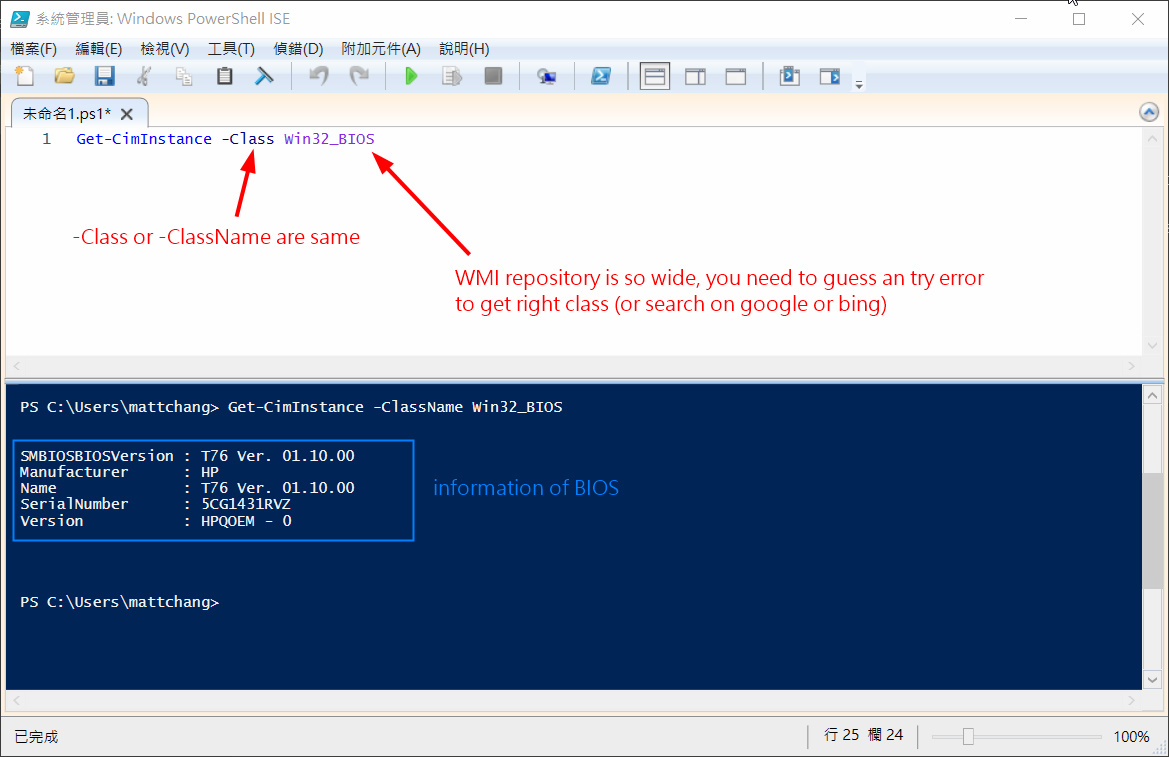 系統管理員: Windows PowerShell ISE
檔案(F) 編輯(E) 檢視(V) 工具(T) 偵錯(D) 附加元件(A) 說明(H)
未命名1.ps1*
1 Get-CimInstance -Class Win32_BIOS
-Class or -ClassName are same
WMI repository is so wide, you need to guess an try error
to get right class (or search on google or bing)
PS C:\Users\mattchang> Get-CimInstance -ClassName Win32_BIOS
SMBIOSBIOSVersion : T76 Ver. 01.10.00
Manufacturer : HP
Name : T76 Ver. 01.10.00
SerialNumber : 5CG1431RVZ
Version : HPQOEM - 0
information of BIOS
PS C:\Users\mattchang>
已完成 行 25 欄 24 100%